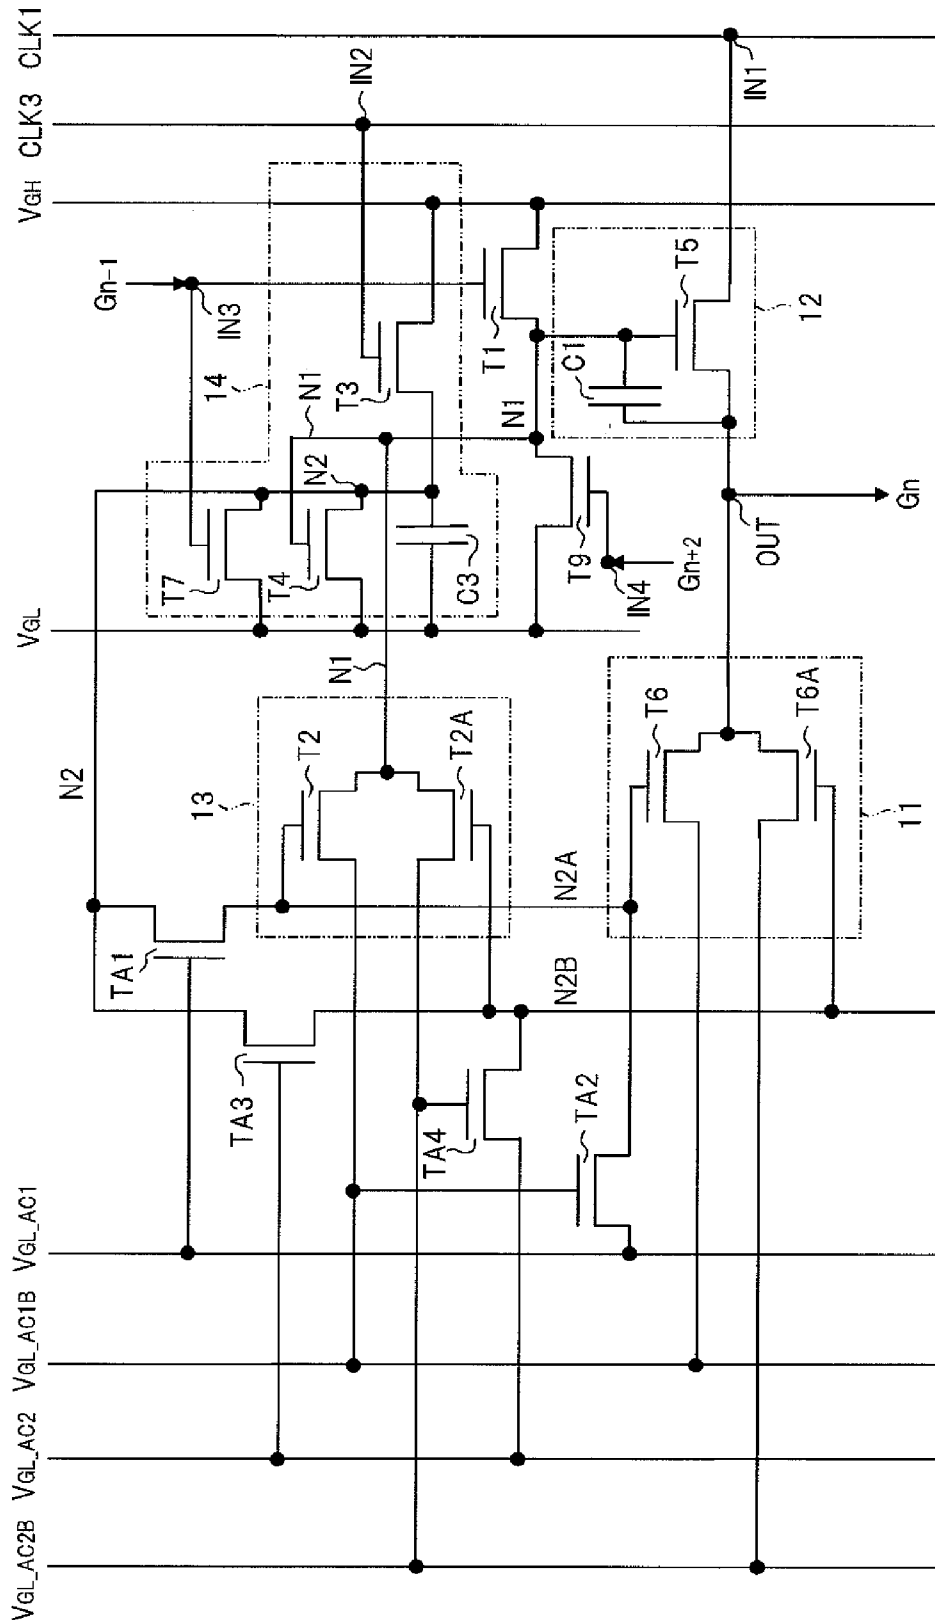 VGL_AC2B
VGL_AC2
VGL_AC1B
VGL_AC1
VGL
VGH
CLK3
CLK1
N2
Gn-1
IN3
14
IN2
TA1
TA3
T7
T4
N2
N1
T3
C3
N1
13
T2
T2A
N1
T1
T9
IN4
Gn+2
C1
T5
12
IN1
TA4
TA2
N2B
N2A
T6
T6A
11
OUT
Gn